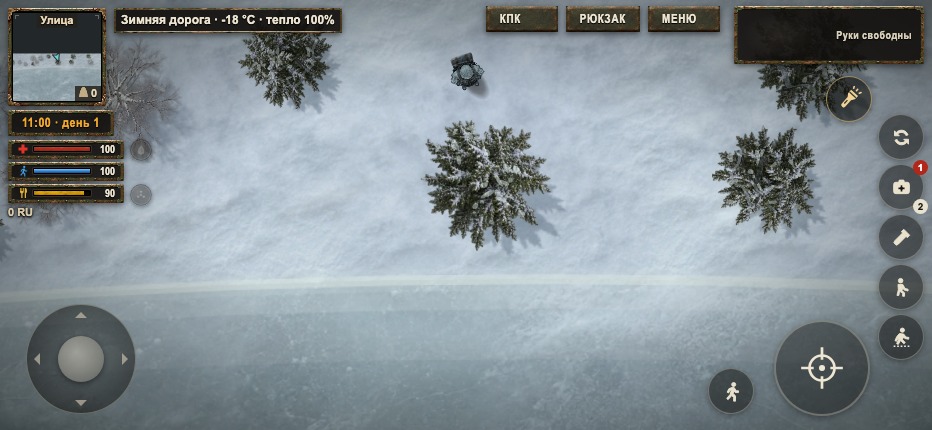 Улица
Зимняя дорога · -18 °C · тепло 100%
КПК
РЮКЗАК
МЕНЮ
Руки свободны
0
11:00 · день 1
100
100
90
0 RU
1
2